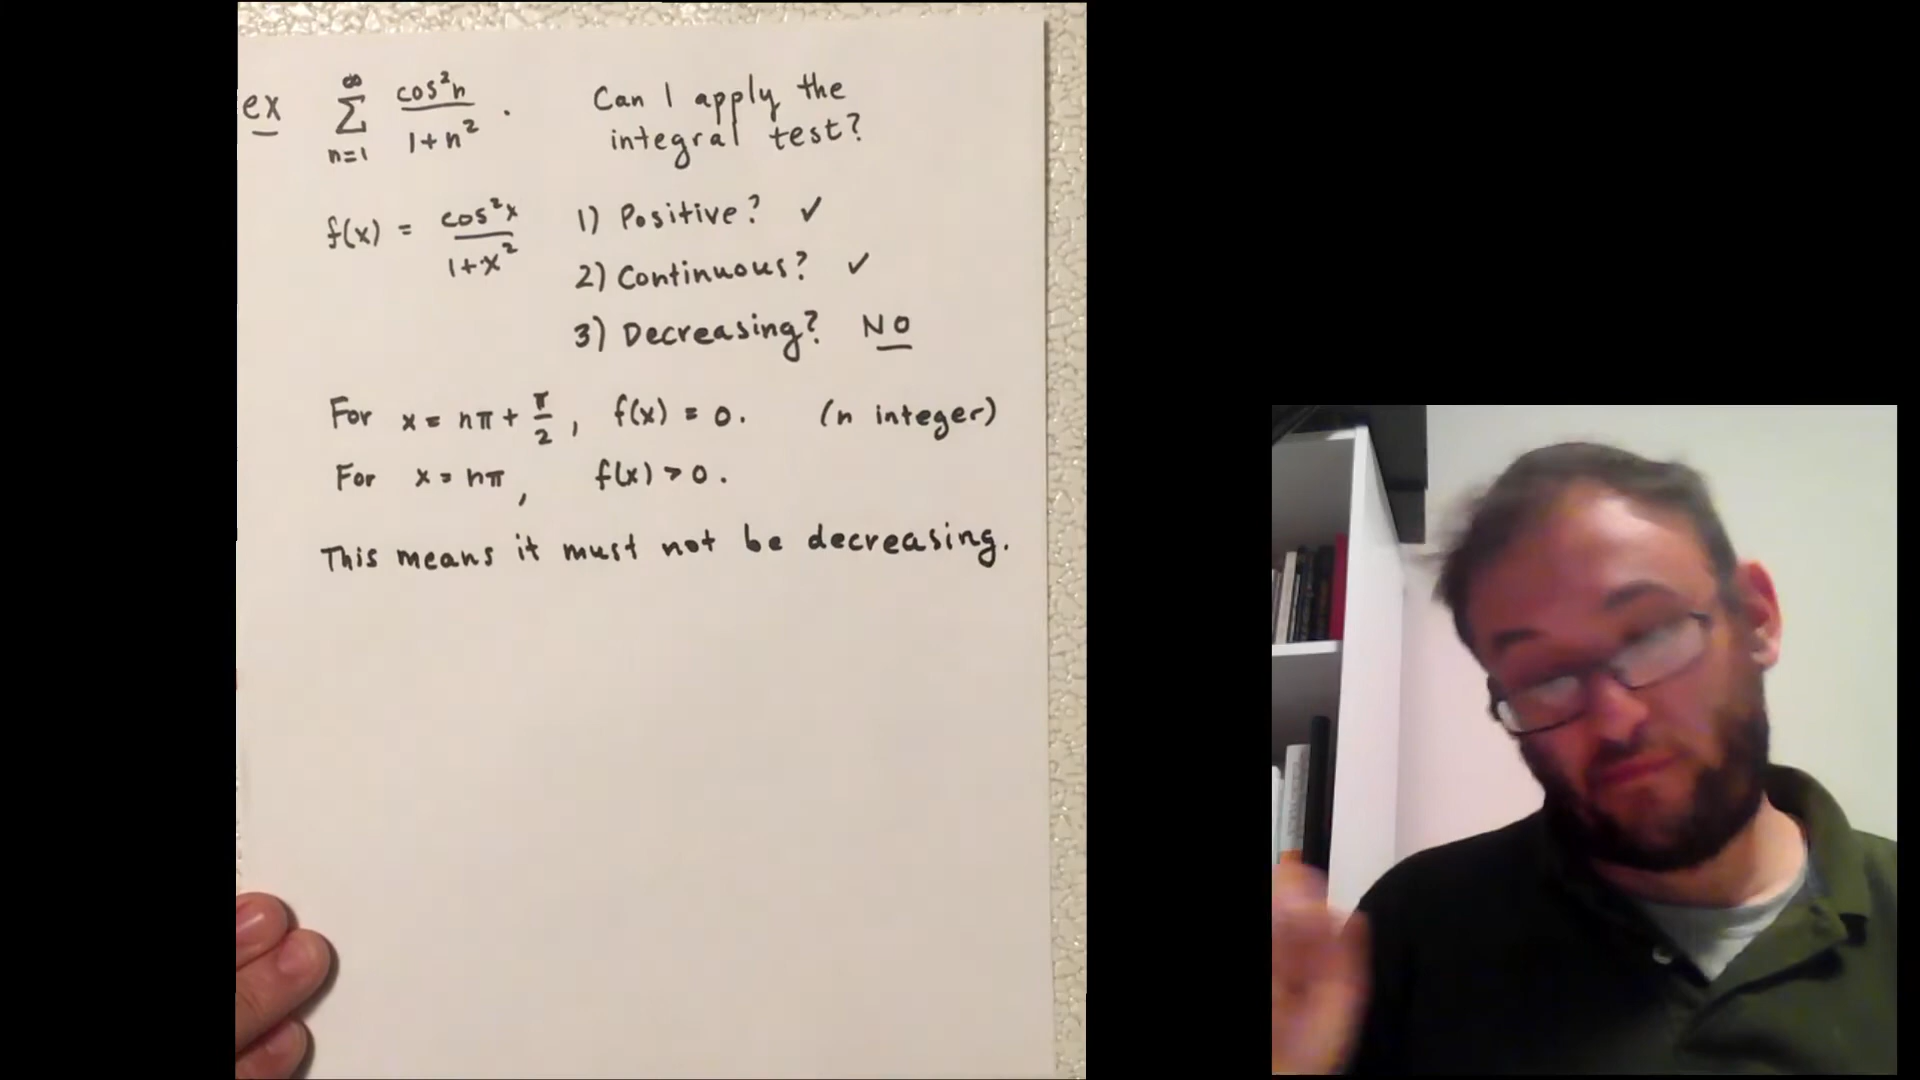 ex ∞ Σ n=1 cos²n / 1+n² . Can I apply the
integral test?
f(x) = cos²x / 1+x² 1) Positive? ✓
2) Continuous? ✓
3) Decreasing? NO
For x = nπ + π/2, f(x) = 0. (n integer)
For x = nπ, f(x) > 0.
This means it must not be decreasing.